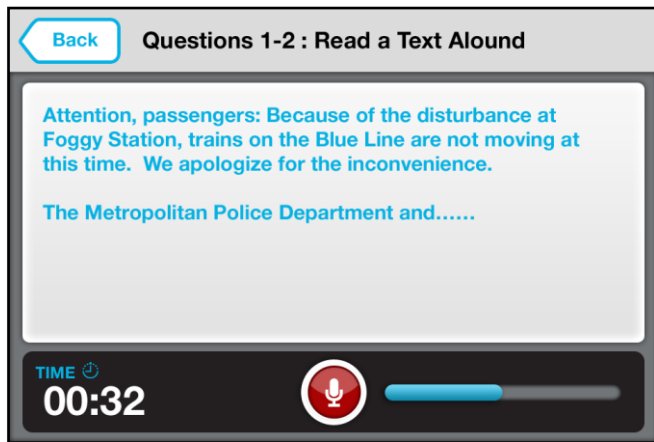 Back
Questions 1-2 : Read a Text Alound
Attention, passengers: Because of the disturbance at
Foggy Station, trains on the Blue Line are not moving at
this time.  We apologize for the inconvenience.
The Metropolitan Police Department and……
TIME
00:32